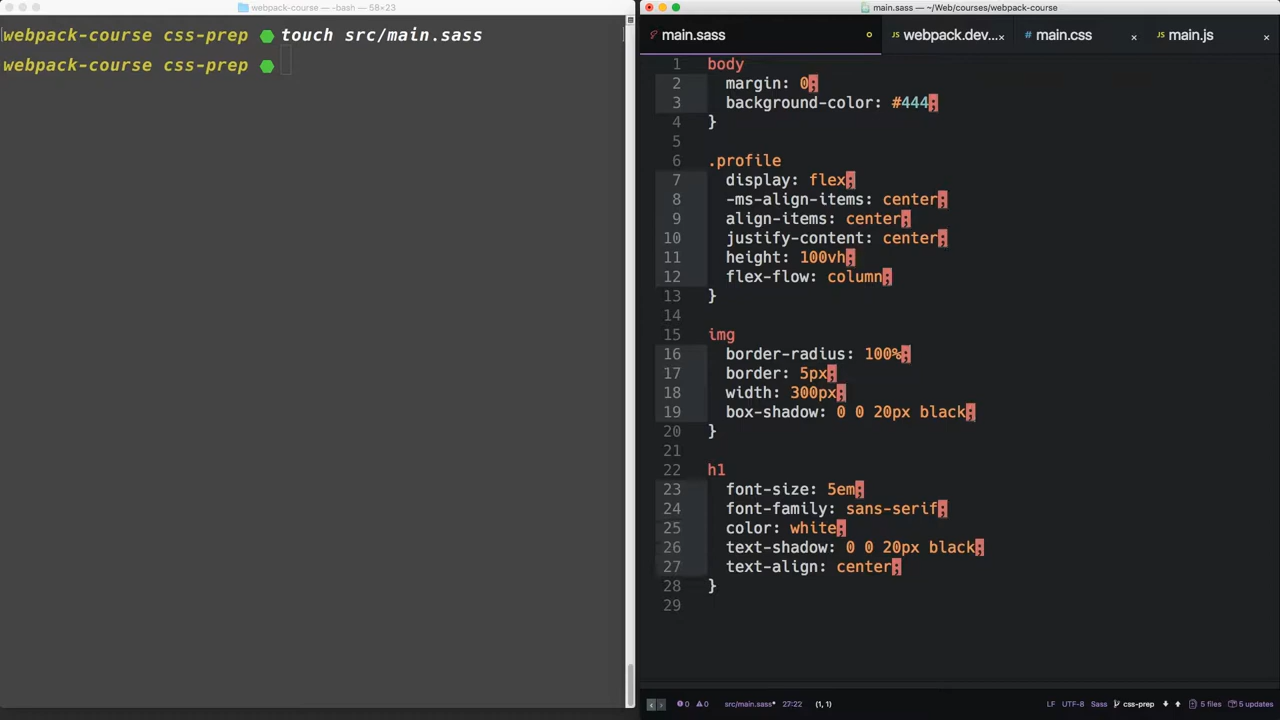 webpack-course — -bash — 58×23
webpack-course css-prep touch src/main.sass
webpack-course css-prep
main.sass — ~/Web/courses/webpack-course
main.sass
webpack.dev...
main.css
main.js
1 body
2 margin: 0;
3 background-color: #444;
4 }
5
6 .profile
7 display: flex;
8 -ms-align-items: center;
9 align-items: center;
10 justify-content: center;
11 height: 100vh;
12 flex-flow: column;
13 }
14
15 img
16 border-radius: 100%;
17 border: 5px;
18 width: 300px;
19 box-shadow: 0 0 20px black;
20 }
21
22 h1
23 font-size: 5em;
24 font-family: sans-serif;
25 color: white;
26 text-shadow: 0 0 20px black;
27 text-align: center;
28 }
29
0 0 src/main.sass* 27:22 (1, 1) LF UTF-8 Sass css-prep 5 files 5 updates